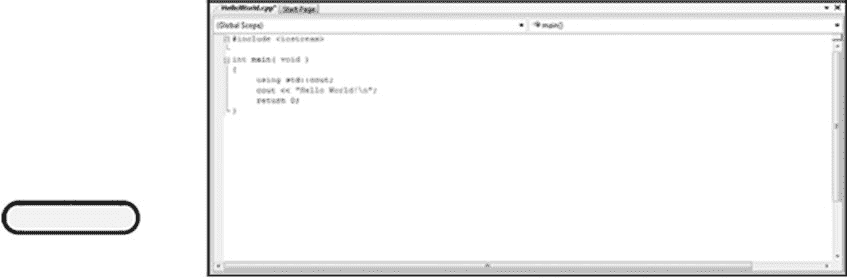 HelloWorld.cpp* Start Page
(Global Scope) main()
#include <iostream>
int main( void )
{
using std::cout;
cout << "Hello World!\n";
return 0;
}